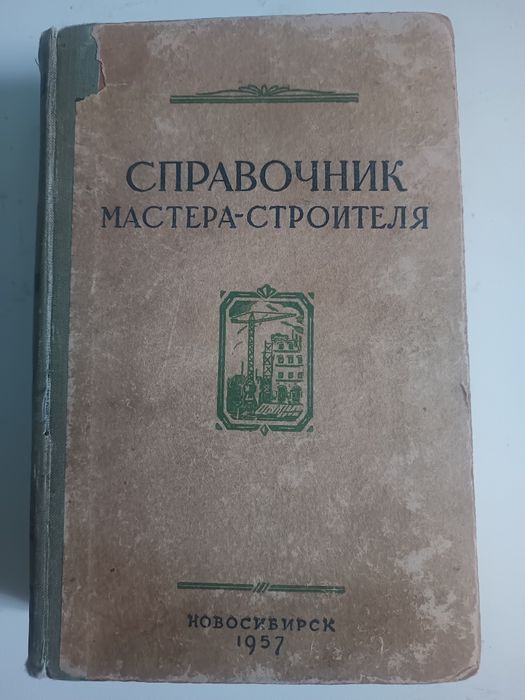 СПРАВОЧНИК
МАСТЕРА-СТРОИТЕЛЯ
НОВОСИБИРСК
1957